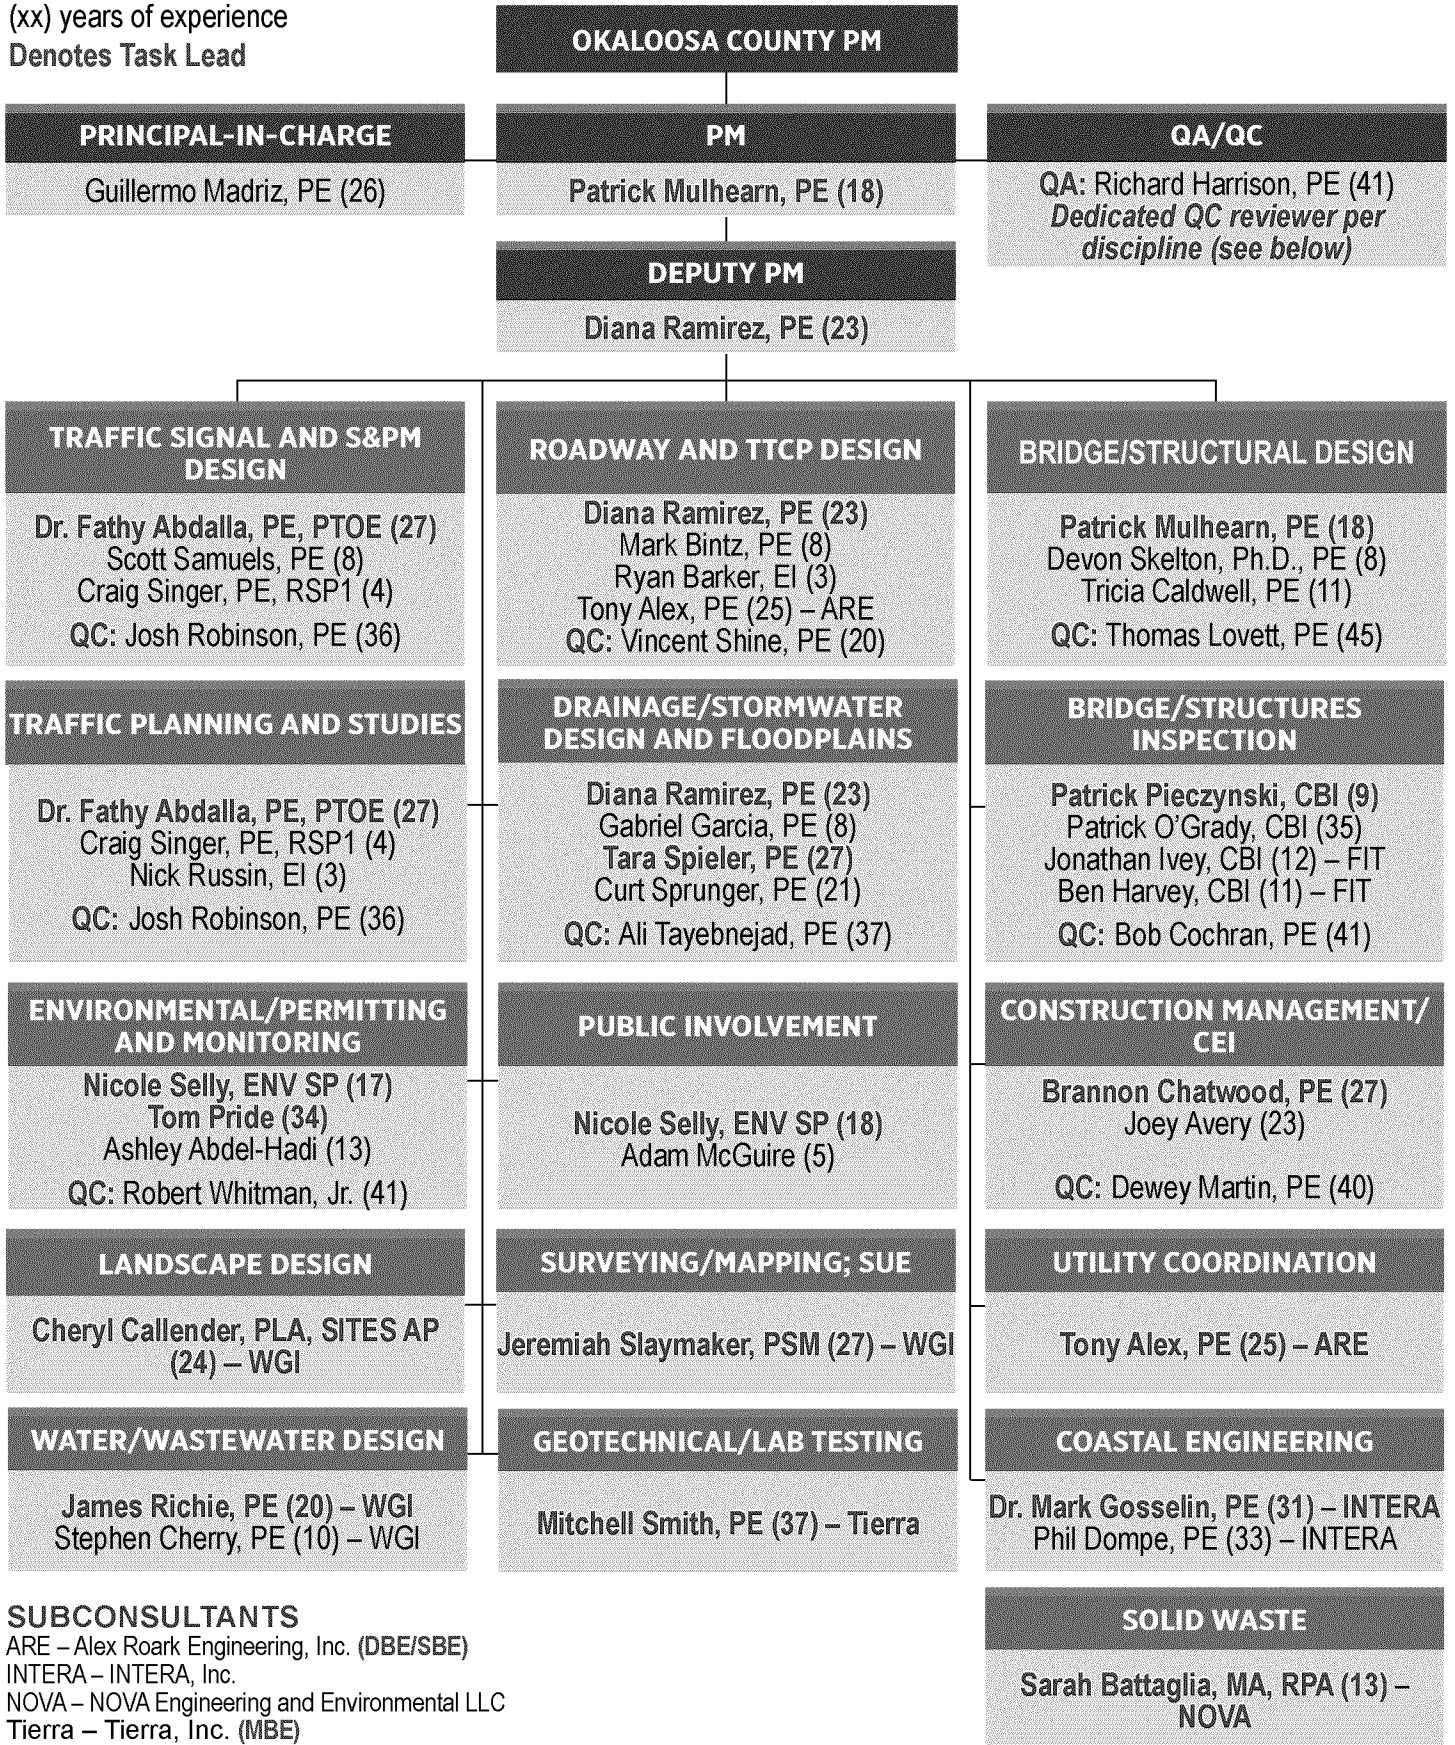 (xx) years of experience
Denotes Task Lead
OKALOOSA COUNTY PM
PRINCIPAL-IN-CHARGE
Guillermo Madriz, PE (26)
PM
Patrick Mulhearn, PE (18)
QA/QC
QA: Richard Harrison, PE (41)
Dedicated QC reviewer per
discipline (see below)
DEPUTY PM
Diana Ramirez, PE (23)
TRAFFIC SIGNAL AND S&PM
DESIGN
Dr. Fathy Abdalla, PE, PTOE (27)
Scott Samuels, PE (8)
Craig Singer, PE, RSP1 (4)
QC: Josh Robinson, PE (36)
ROADWAY AND TTCP DESIGN
Diana Ramirez, PE (23)
Mark Bintz, PE (8)
Ryan Barker, EI (3)
Tony Alex, PE (25) – ARE
QC: Vincent Shine, PE (20)
BRIDGE/STRUCTURAL DESIGN
Patrick Mulhearn, PE (18)
Devon Skelton, Ph.D., PE (8)
Tricia Caldwell, PE (11)
QC: Thomas Lovett, PE (45)
TRAFFIC PLANNING AND STUDIES
Dr. Fathy Abdalla, PE, PTOE (27)
Craig Singer, PE, RSP1 (4)
Nick Russin, EI (3)
QC: Josh Robinson, PE (36)
DRAINAGE/STORMWATER
DESIGN AND FLOODPLAINS
Diana Ramirez, PE (23)
Gabriel Garcia, PE (8)
Tara Spieler, PE (27)
Curt Sprunger, PE (21)
QC: Ali Tayebnejad, PE (37)
BRIDGE/STRUCTURES
INSPECTION
Patrick Pieczynski, CBI (9)
Patrick O'Grady, CBI (35)
Jonathan Ivey, CBI (12) – FIT
Ben Harvey, CBI (11) – FIT
QC: Bob Cochran, PE (41)
ENVIRONMENTAL/PERMITTING
AND MONITORING
Nicole Selly, ENV SP (17)
Tom Pride (34)
Ashley Abdel-Hadi (13)
QC: Robert Whitman, Jr. (41)
PUBLIC INVOLVEMENT
Nicole Selly, ENV SP (18)
Adam McGuire (5)
CONSTRUCTION MANAGEMENT/
CEI
Brannon Chatwood, PE (27)
Joey Avery (23)
QC: Dewey Martin, PE (40)
LANDSCAPE DESIGN
Cheryl Callender, PLA, SITES AP
(24) – WGI
SURVEYING/MAPPING; SUE
Jeremiah Slaymaker, PSM (27) – WGI
UTILITY COORDINATION
Tony Alex, PE (25) – ARE
WATER/WASTEWATER DESIGN
James Richie, PE (20) – WGI
Stephen Cherry, PE (10) – WGI
GEOTECHNICAL/LAB TESTING
Mitchell Smith, PE (37) – Tierra
COASTAL ENGINEERING
Dr. Mark Gosselin, PE (31) – INTERA
Phil Dompe, PE (33) – INTERA
SOLID WASTE
Sarah Battaglia, MA, RPA (13) –
NOVA
SUBCONSULTANTS
ARE – Alex Roark Engineering, Inc. (DBE/SBE)
INTERA – INTERA, Inc.
NOVA – NOVA Engineering and Environmental LLC
Tierra – Tierra, Inc. (MBE)